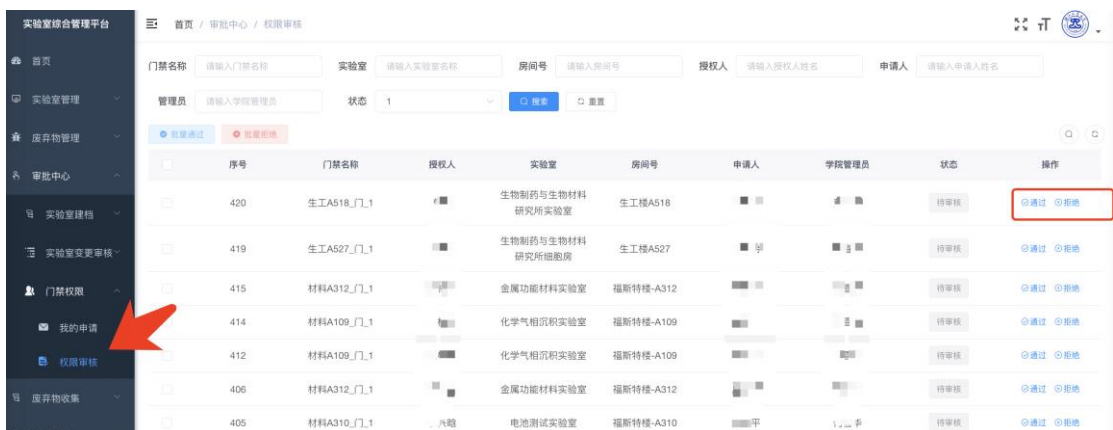 实验室综合管理平台
首页 / 审批中心 / 权限审核
首页
实验室管理
废弃物管理
审批中心
实验室建档
实验室变更审核
门禁权限
我的申请
权限审核
废弃物收集
门禁名称 请输入门禁名称 实验室 请输入实验室名称 房间号 请输入房间号 授权人 请输入授权人姓名 申请人 请输入申请人姓名
管理员 请输入学院管理员 状态 1 搜索 重置
批量通过 批量拒绝
序号 门禁名称 授权人 实验室 房间号 申请人 学院管理员 状态 操作
420 生工A518_门_1 生物制药与生物材料研究所实验室 生工楼A518 待审核 通过 拒绝
419 生工A527_门_1 生物制药与生物材料研究所细胞房 生工楼A527 待审核 通过 拒绝
415 材料A312_门_1 金属功能材料实验室 福斯特楼-A312 待审核 通过 拒绝
414 材料A109_门_1 化学气相沉积实验室 福斯特楼-A109 待审核 通过 拒绝
412 材料A109_门_1 化学气相沉积实验室 福斯特楼-A109 待审核 通过 拒绝
406 材料A312_门_1 金属功能材料实验室 福斯特楼-A312 待审核 通过 拒绝
405 材料A310_门_1 电池测试实验室 福斯特楼-A310 平 待审核 通过 拒绝